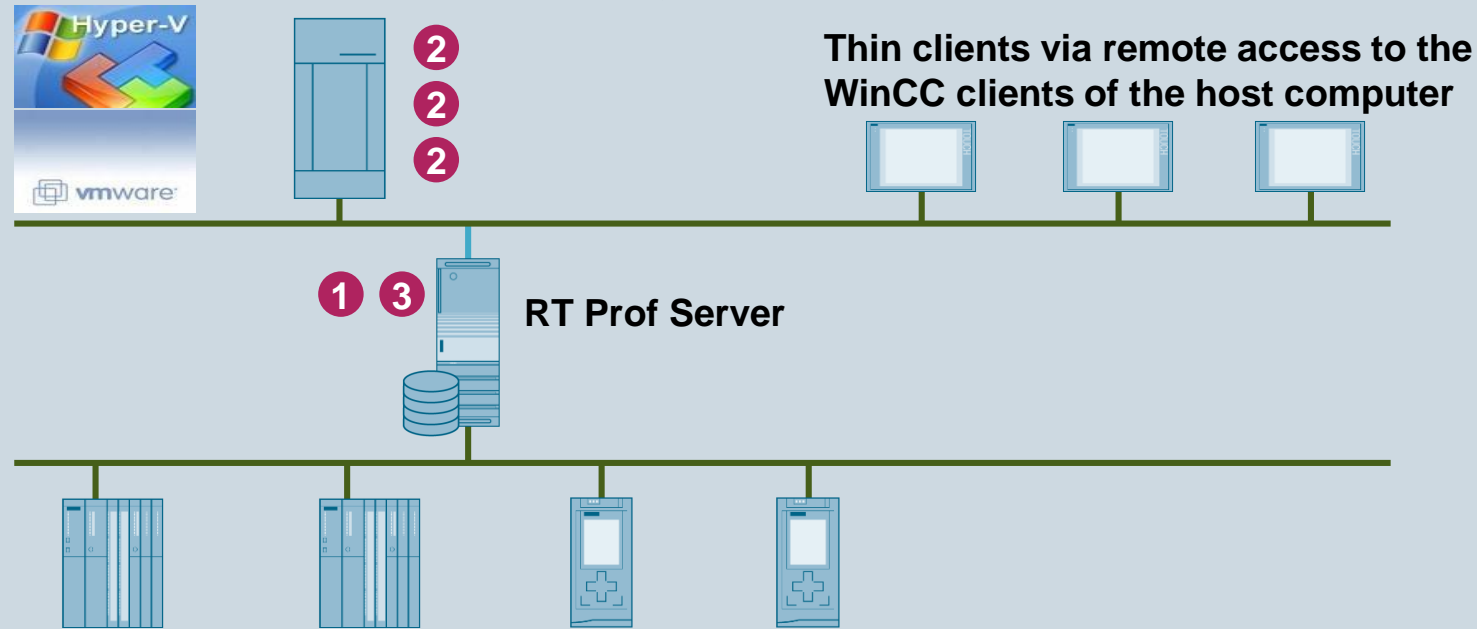 Hyper-V
vmware
2
2
2
Thin clients via remote access to the
WinCC clients of the host computer
1 3
RT Prof Server